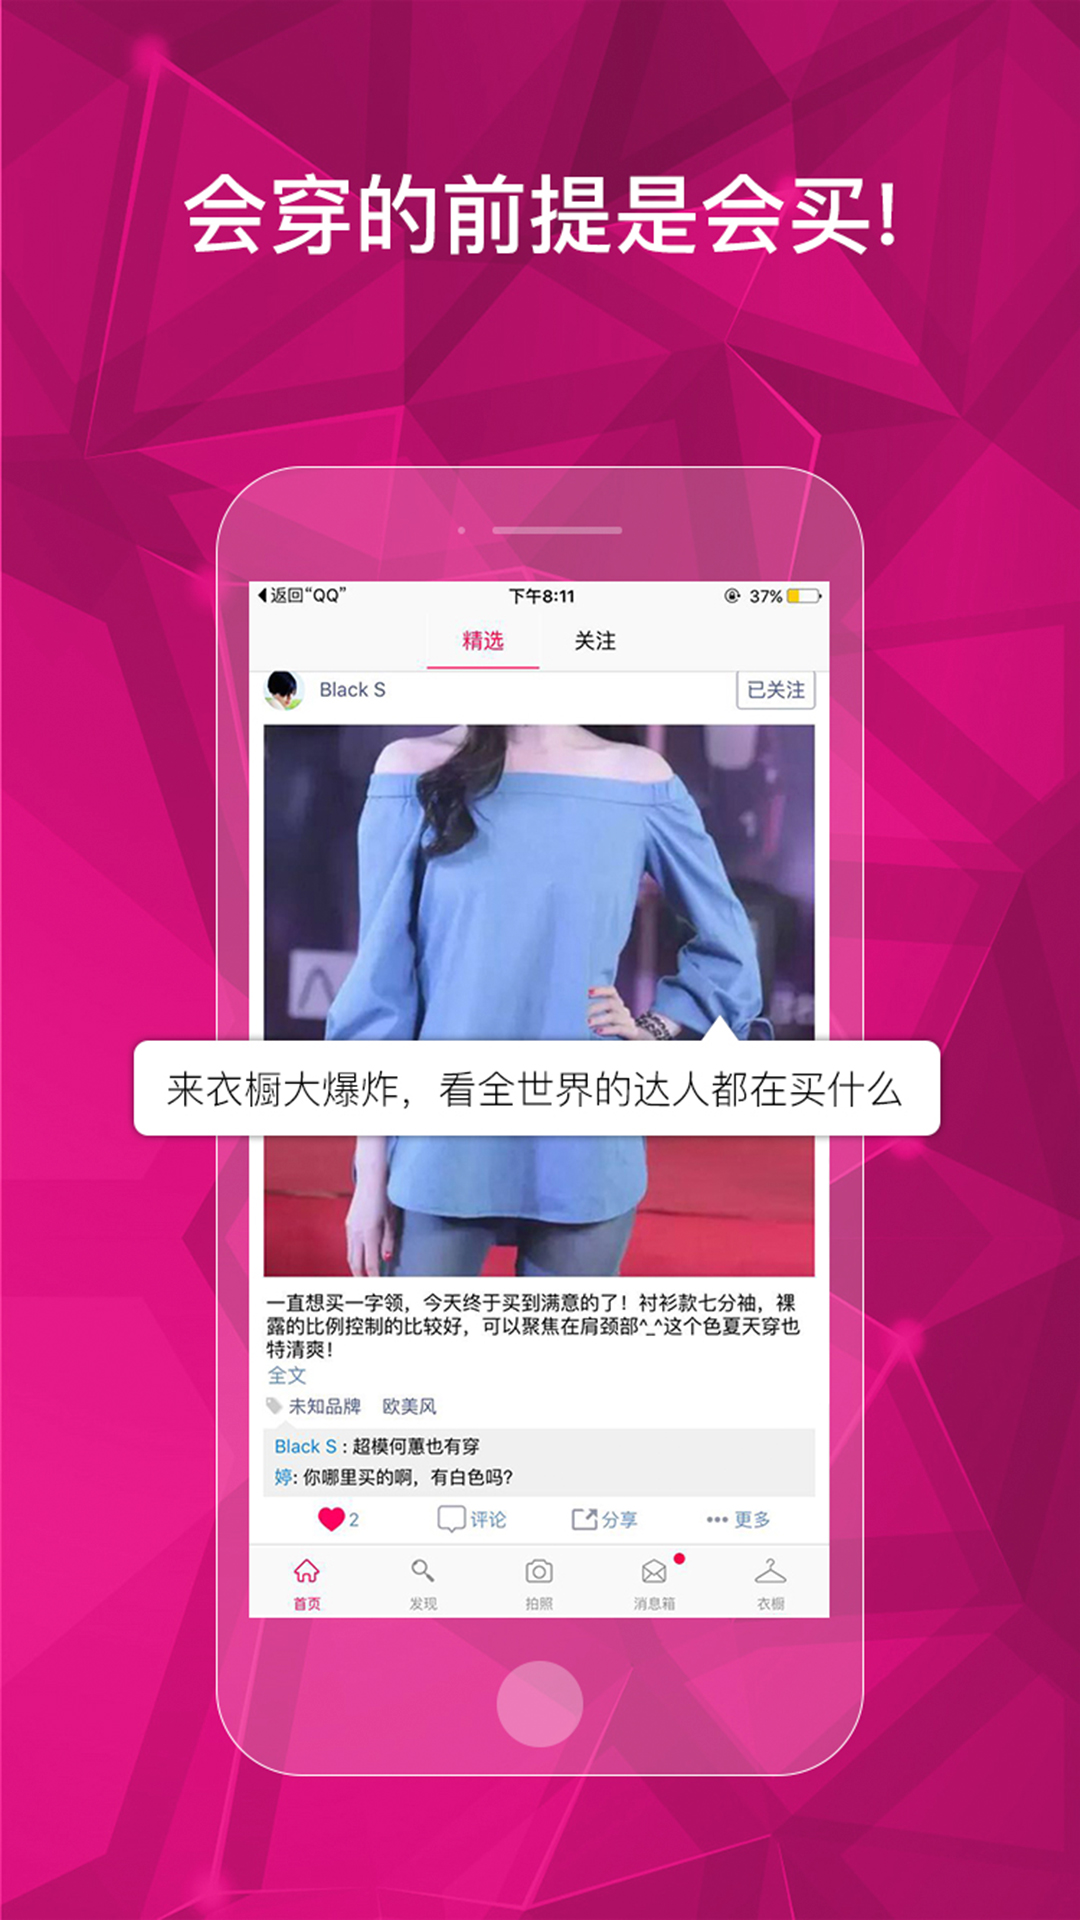 会穿的前提是会买!
返回“QQ”
下午8:11
37%
精选
关注
Black S
已关注
来衣橱大爆炸，看全世界的达人都在买什么
一直想买一字领，今天终于买到满意的了！衬衫款七分袖，裸
露的比例控制的比较好，可以聚焦在肩颈部^_^这个色夏天穿也
特清爽！
全文
未知品牌 欧美风
Black S : 超模何蕙也有穿
婷: 你哪里买的啊，有白色吗?
2
评论
分享
更多
首页
发现
拍照
消息箱
衣橱